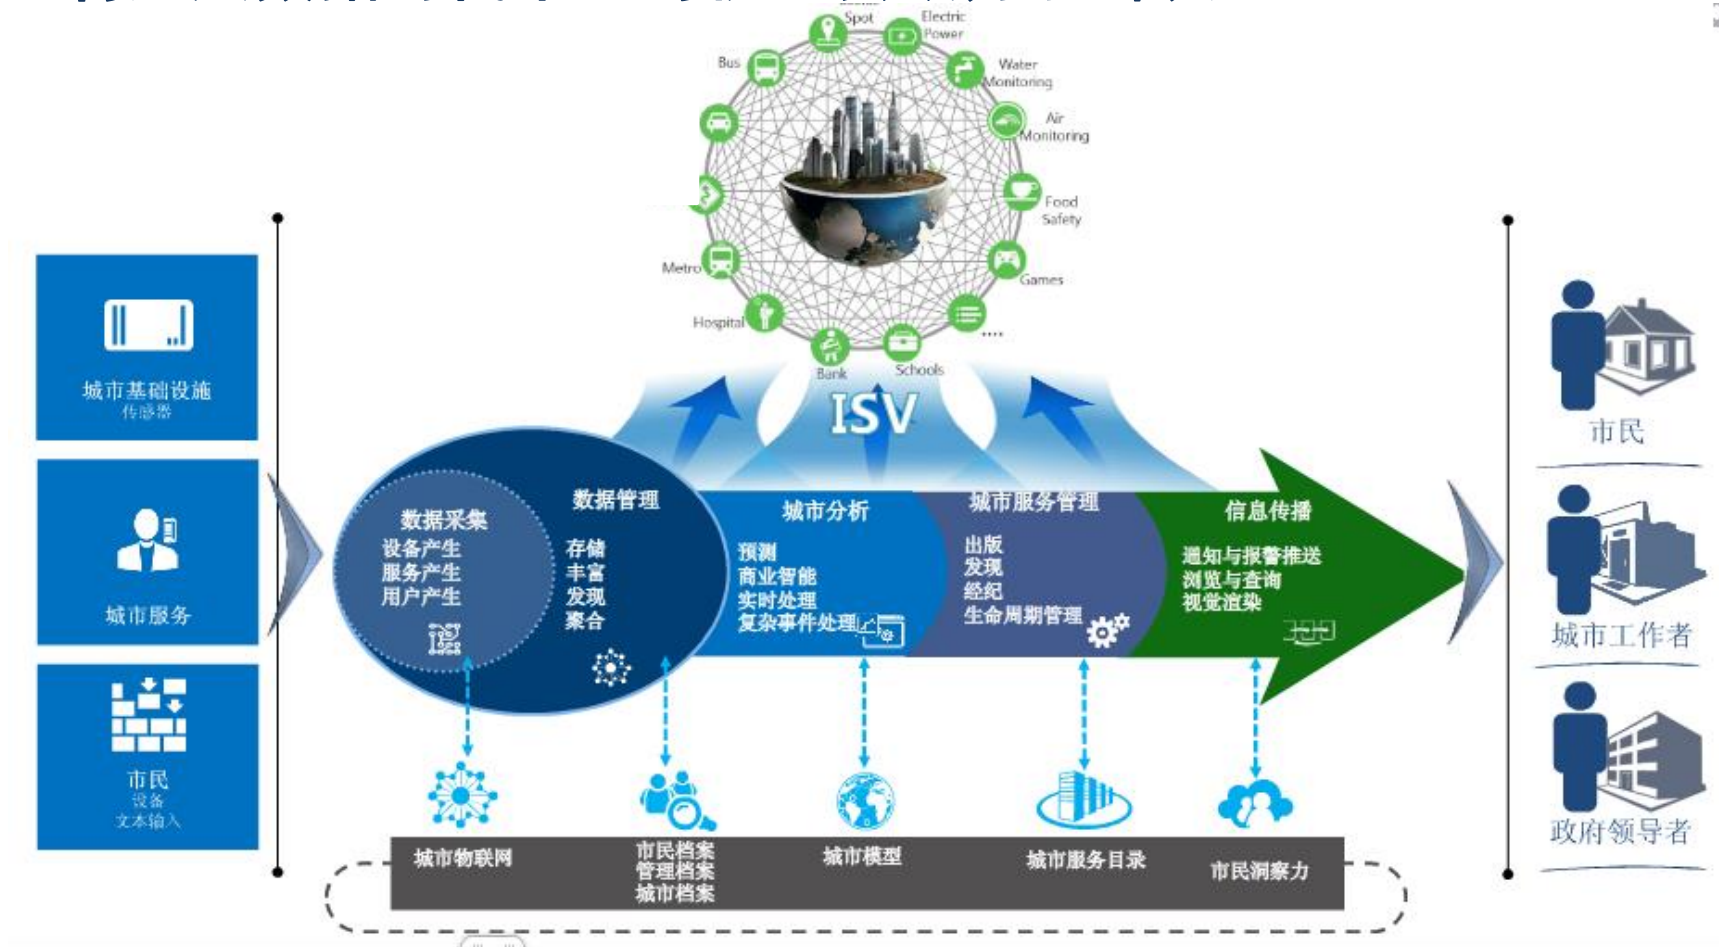 Spot
Electric
Power
Bus
Water
Monitoring
Air
Monitoring
Food
Safety
Metro
Games
Hospital
....
Bank
Schools
ISV
城市基础设施
传感器
城市服务
市民
设备
文本输入
数据采集
设备产生
服务产生
用户产生
数据管理
存储
丰富
发现
聚合
城市分析
预测
商业智能
实时处理
复杂事件处理
城市服务管理
出版
发现
经纪
生命周期管理
信息传播
通知与报警推送
浏览与查询
视觉渲染
市民
城市工作者
政府领导者
城市物联网
市民档案
管理档案
城市档案
城市模型
城市服务目录
市民洞察力